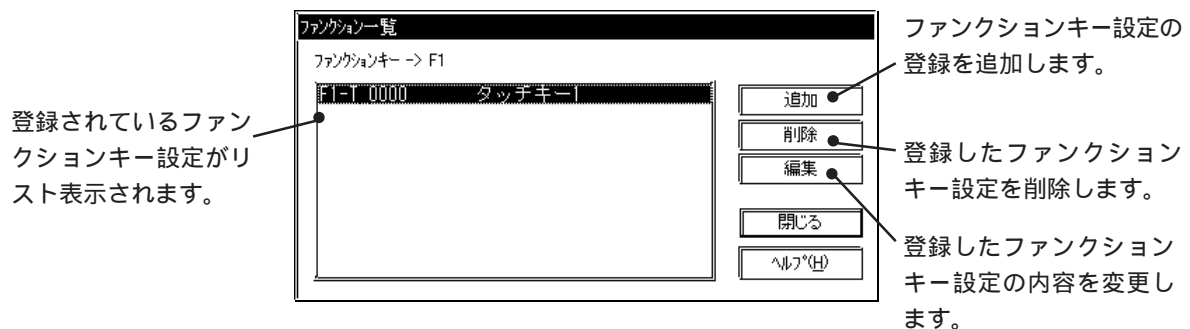 ファンクション一覧
ファンクションキー -> F1
F1-T 0000 タッチキー1
追加
削除
編集
閉じる
ヘルプ(H)
登録されているファン
クションキー設定がリ
スト表示されます。
ファンクションキー設定の
登録を追加します。
登録したファンクション
キー設定を削除します。
登録したファンクション
キー設定の内容を変更し
ます。